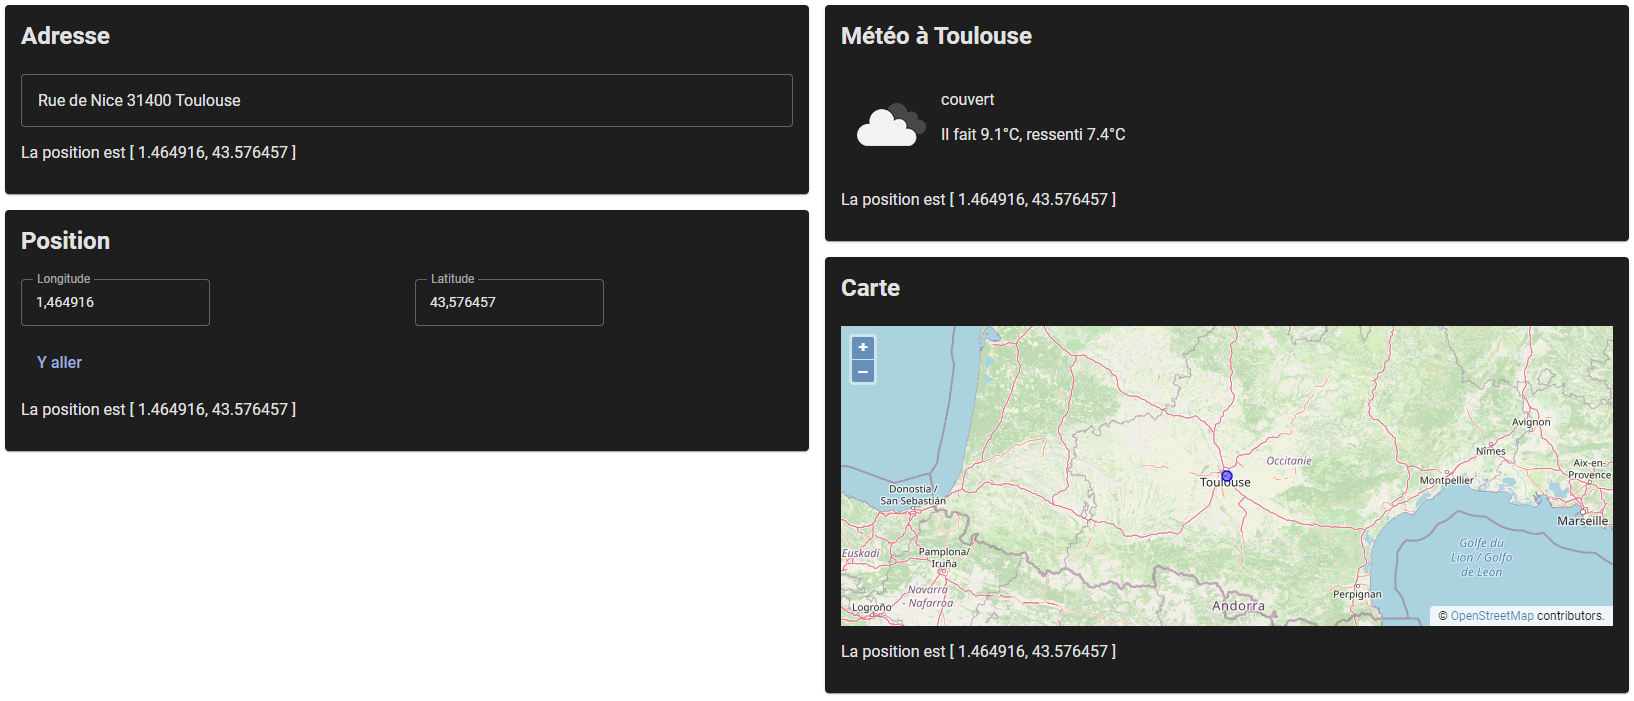 Adresse
Rue de Nice 31400 Toulouse
La position est [ 1.464916, 43.576457 ]
Position
Longitude
1,464916
Latitude
43,576457
Y aller
La position est [ 1.464916, 43.576457 ]
Météo à Toulouse
couvert
Il fait 9.1°C, ressenti 7.4°C
La position est [ 1.464916, 43.576457 ]
Carte
+
−
Avignon
Nîmes
Occitanie
Aix-en-
Provence
Montpellier
Toulouse
Donostia /
San Sebastián
Marseille
Golfe du
Lion / Golfo
de León
Euskadi
Pamplona/
Iruña
Navarra
- Nafarroa
Perpignan
Andorra
Logroño
© OpenStreetMap contributors.
La position est [ 1.464916, 43.576457 ]